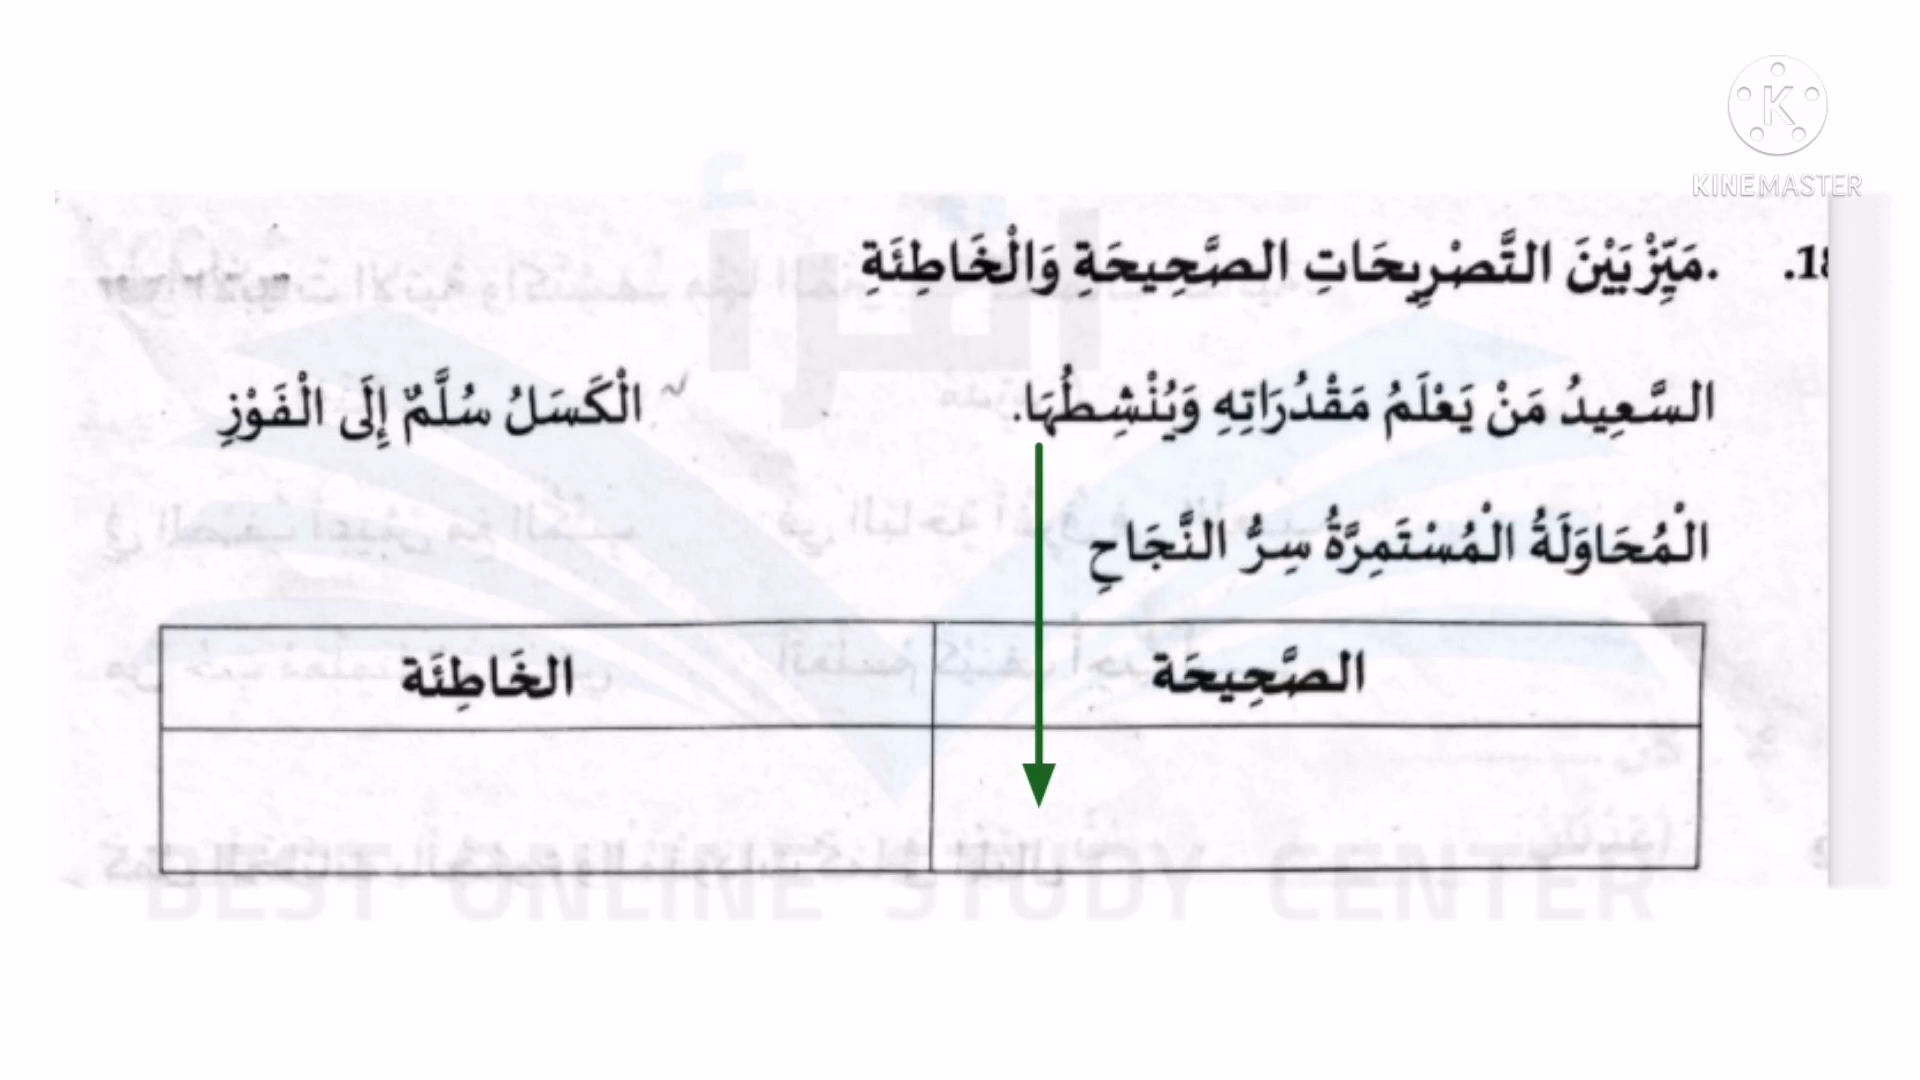 KINEMASTER
18. .مَيِّزْ بَيْنَ التَّصْرِيحَاتِ الصَّحِيحَةِ وَالْخَاطِئَةِ
السَّعِيدُ مَنْ يَعْلَمُ مَقْدُرَاتِهِ وَيُنْشِطُهَا. الْكَسَلُ سُلَّمٌ إِلَى الْفَوْزِ
الْمُحَاوَلَةُ الْمُسْتَمِرَّةُ سِرُّ النَّجَاحِ
الصَّحِيحَة الخَاطِئَة
اقرأ
BEST ONLINE STUDY CENTER